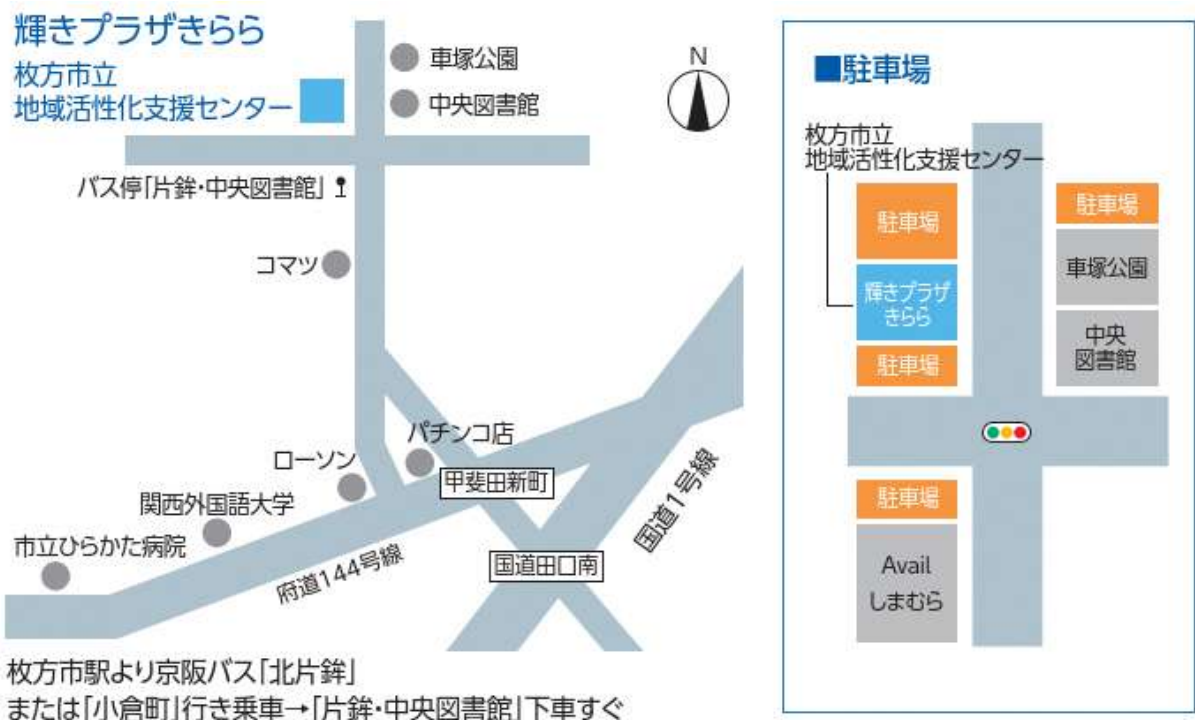 輝きプラザきらら
枚方市立
地域活性化支援センター
車塚公園
中央図書館
N
バス停「片鉾・中央図書館」
コマツ
パチンコ店
ローソン
甲斐田新町
関西外国語大学
市立ひらかた病院
府道144号線
国道田口南
国道1号線
枚方市駅より京阪バス「北片鉾」
または「小倉町」行き乗車→「片鉾・中央図書館」下車すぐ
■駐車場
枚方市立
地域活性化支援センター
駐車場
駐車場
輝きプラザ
きらら
車塚公園
駐車場
中央
図書館
駐車場
Avail
しまむら